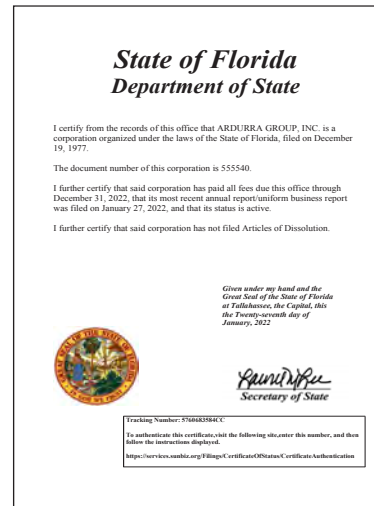 State of Florida
Department of State
I certify from the records of this office that ARDURRA GROUP, INC. is a
corporation organized under the laws of the State of Florida, filed on December
19, 1977.
The document number of this corporation is 555540.
I further certify that said corporation has paid all fees due this office through
December 31, 2022, that its most recent annual report/uniform business report
was filed on January 27, 2022, and that its status is active.
I further certify that said corporation has not filed Articles of Dissolution.
Given under my hand and the
Great Seal of the State of Florida
at Tallahassee, the Capital, this
the Twenty-seventh day of
January, 2022
Secretary of State
Tracking Number: 5760683584CC
To authenticate this certificate,visit the following site,enter this number, and then
follow the instructions displayed.
https://services.sunbiz.org/Filings/CertificateOfStatus/CertificateAuthentication